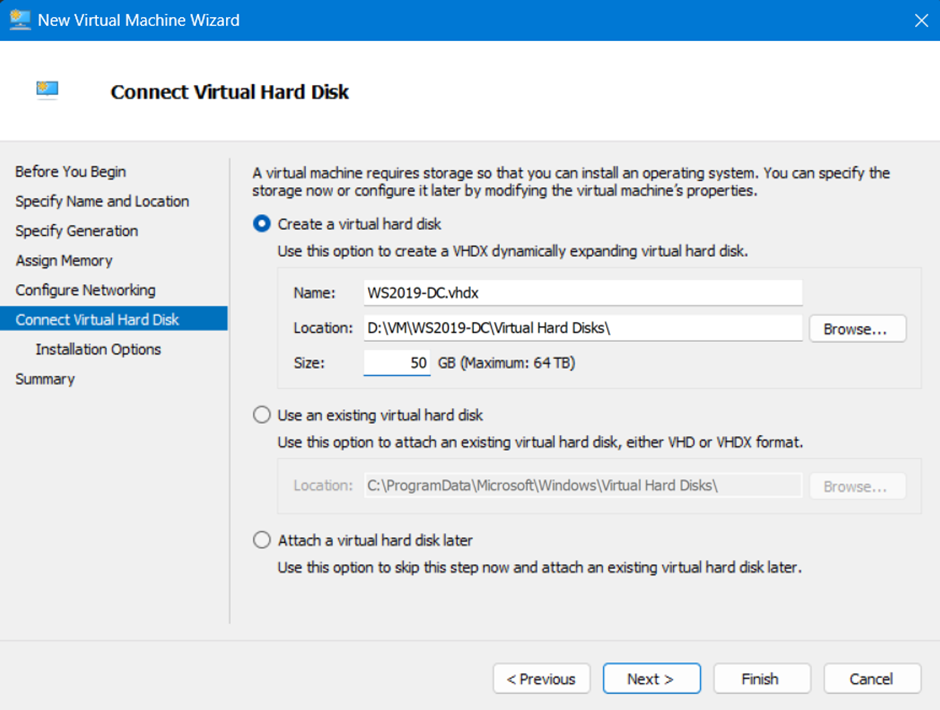 New Virtual Machine Wizard
Connect Virtual Hard Disk
Before You Begin
Specify Name and Location
Specify Generation
Assign Memory
Configure Networking
Connect Virtual Hard Disk
Installation Options
Summary
A virtual machine requires storage so that you can install an operating system. You can specify the
storage now or configure it later by modifying the virtual machine's properties.
Create a virtual hard disk
Use this option to create a VHDX dynamically expanding virtual hard disk.
Name: WS2019-DC.vhdx
Location: D:\VM\WS2019-DC\Virtual Hard Disks\ Browse...
Size: 50 GB (Maximum: 64 TB)
Use an existing virtual hard disk
Use this option to attach an existing virtual hard disk, either VHD or VHDX format.
Location: C:\ProgramData\Microsoft\Windows\Virtual Hard Disks\ Browse...
Attach a virtual hard disk later
Use this option to skip this step now and attach an existing virtual hard disk later.
< Previous Next > Finish Cancel